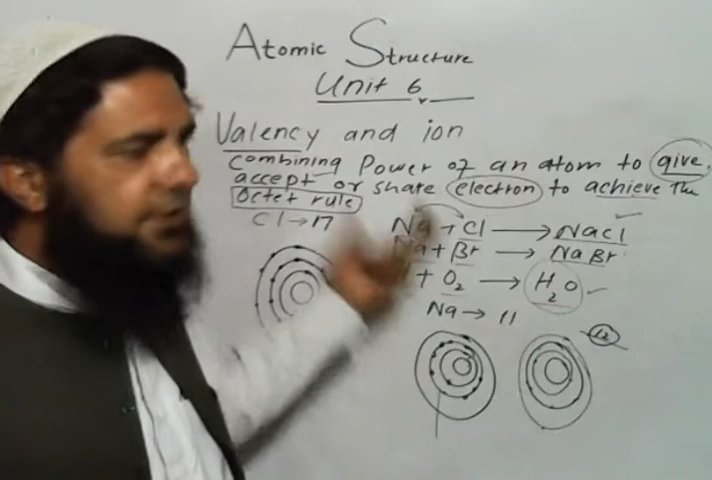 Atomic Structure
Unit 6
Valency and ion
Combining Power of an atom to give,
accept or share electron to achieve the
Octet rule
Cl → 17
Na + Cl → NaCl
Na + Br → NaBr
+ O2 → H2O
Na → 11